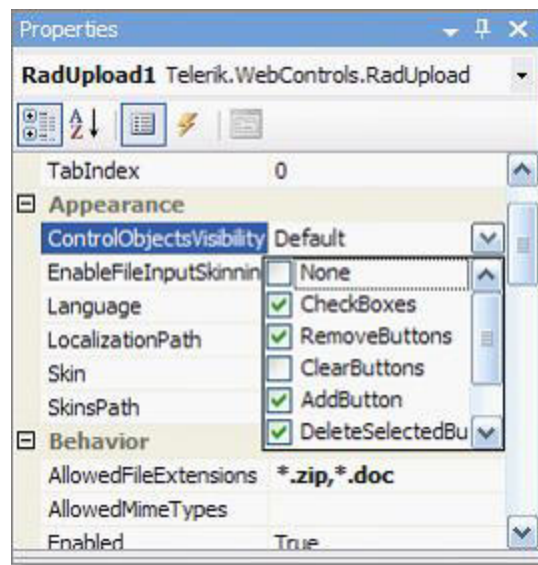 Properties
RadUpload1 Telerik.WebControls.RadUpload
A
Z
TabIndex 0
Appearance
ControlObjectsVisibility Default
EnableFileInputSkinnin None
Language CheckBoxes
LocalizationPath RemoveButtons
Skin ClearButtons
SkinsPath AddButton
Behavior DeleteSelectedBu
AllowedFileExtensions *.zip,*.doc
AllowedMimeTypes
Enabled True